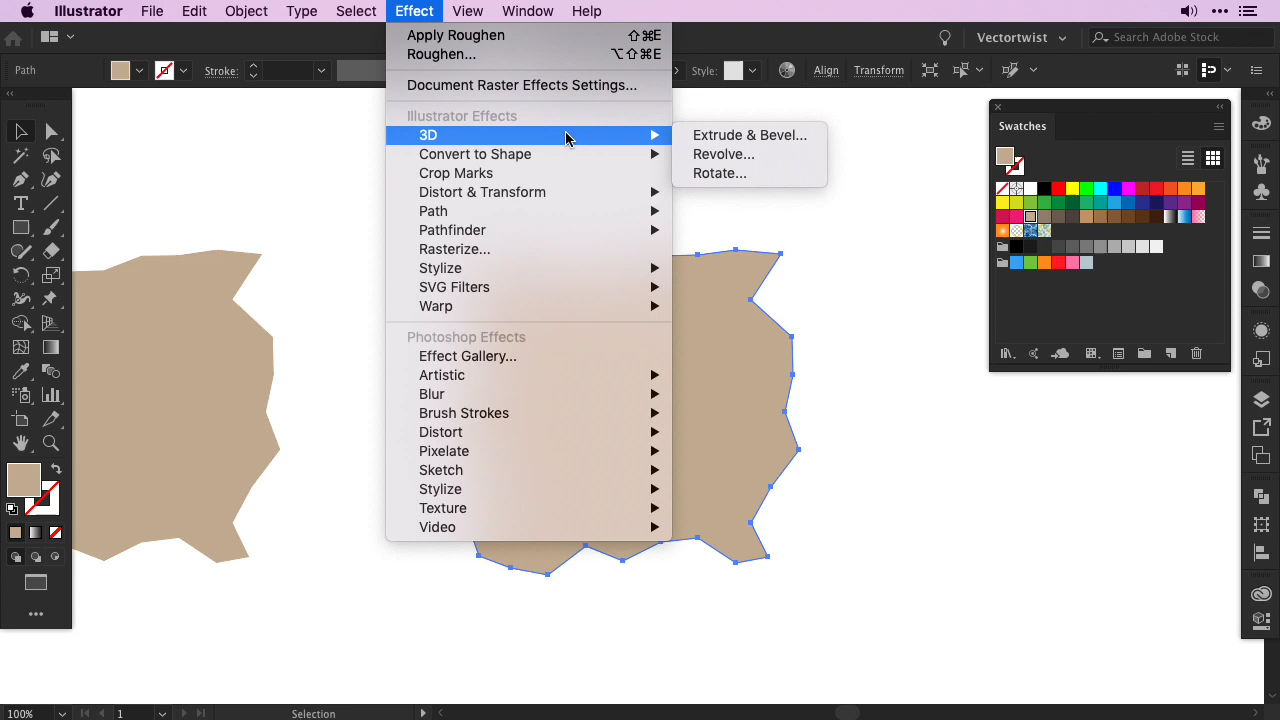 Illustrator File Edit Object Type Select Effect View Window Help
Vectortwist Search Adobe Stock
Path Stroke: Style: Align Transform
Apply Roughen ⇧⌘E
Roughen... ⌥⇧⌘E
Document Raster Effects Settings...
Illustrator Effects
3D
Convert to Shape
Crop Marks
Distort & Transform
Path
Pathfinder
Rasterize...
Stylize
SVG Filters
Warp
Photoshop Effects
Effect Gallery...
Artistic
Blur
Brush Strokes
Distort
Pixelate
Sketch
Stylize
Texture
Video
Extrude & Bevel...
Revolve...
Rotate...
Swatches
100% 1 Selection